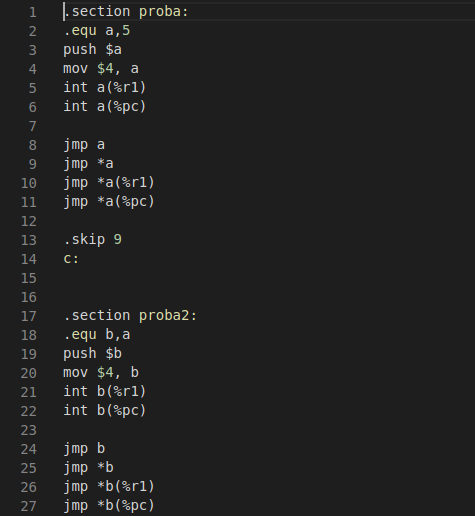 1 .section proba:
2 .equ a,5
3 push $a
4 mov $4, a
5 int a(%r1)
6 int a(%pc)
7
8 jmp a
9 jmp *a
10 jmp *a(%r1)
11 jmp *a(%pc)
12
13 .skip 9
14 c:
15
16
17 .section proba2:
18 .equ b,a
19 push $b
20 mov $4, b
21 int b(%r1)
22 int b(%pc)
23
24 jmp b
25 jmp *b
26 jmp *b(%r1)
27 jmp *b(%pc)